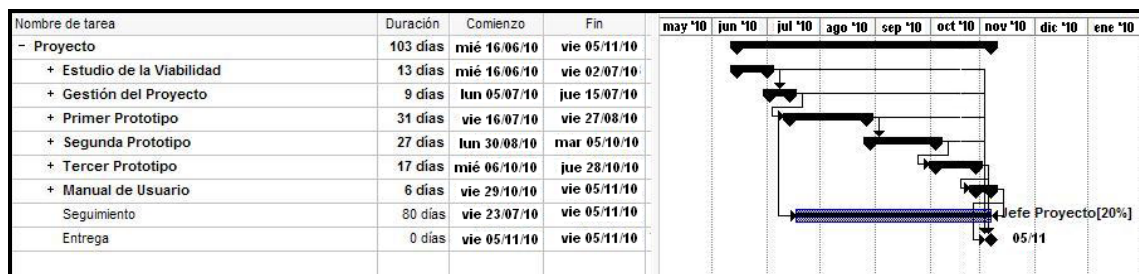 Nombre de tarea Duración Comienzo Fin may '10 jun '10 jul '10 ago '10 sep '10 oct '10 nov '10 dic '10 ene '10
- Proyecto 103 días mié 16/06/10 vie 05/11/10
+ Estudio de la Viabilidad 13 días mié 16/06/10 vie 02/07/10
+ Gestión del Proyecto 9 días lun 05/07/10 jue 15/07/10
+ Primer Prototipo 31 días vie 16/07/10 vie 27/08/10
+ Segunda Prototipo 27 días lun 30/08/10 mar 05/10/10
+ Tercer Prototipo 17 días mié 06/10/10 jue 28/10/10
+ Manual de Usuario 6 días vie 29/10/10 vie 05/11/10
Seguimiento 80 días vie 23/07/10 vie 05/11/10 Jefe Proyecto[20%]
Entrega 0 días vie 05/11/10 vie 05/11/10 05/11